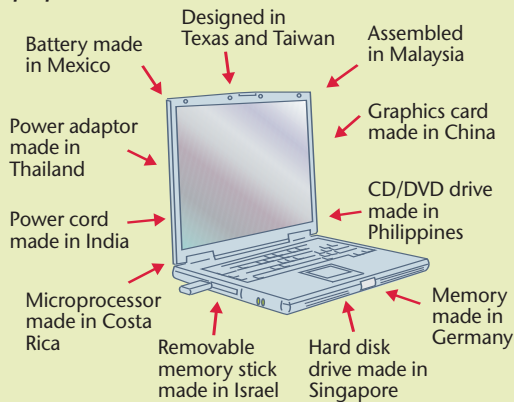 Designed in
Texas and Taiwan
Battery made
in Mexico
Assembled
in Malaysia
Power adaptor
made in
Thailand
Graphics card
made in China
Power cord
made in India
CD/DVD drive
made in
Philippines
Microprocessor
made in Costa
Rica
Removable
memory stick
made in Israel
Hard disk
drive made in
Singapore
Memory
made in
Germany